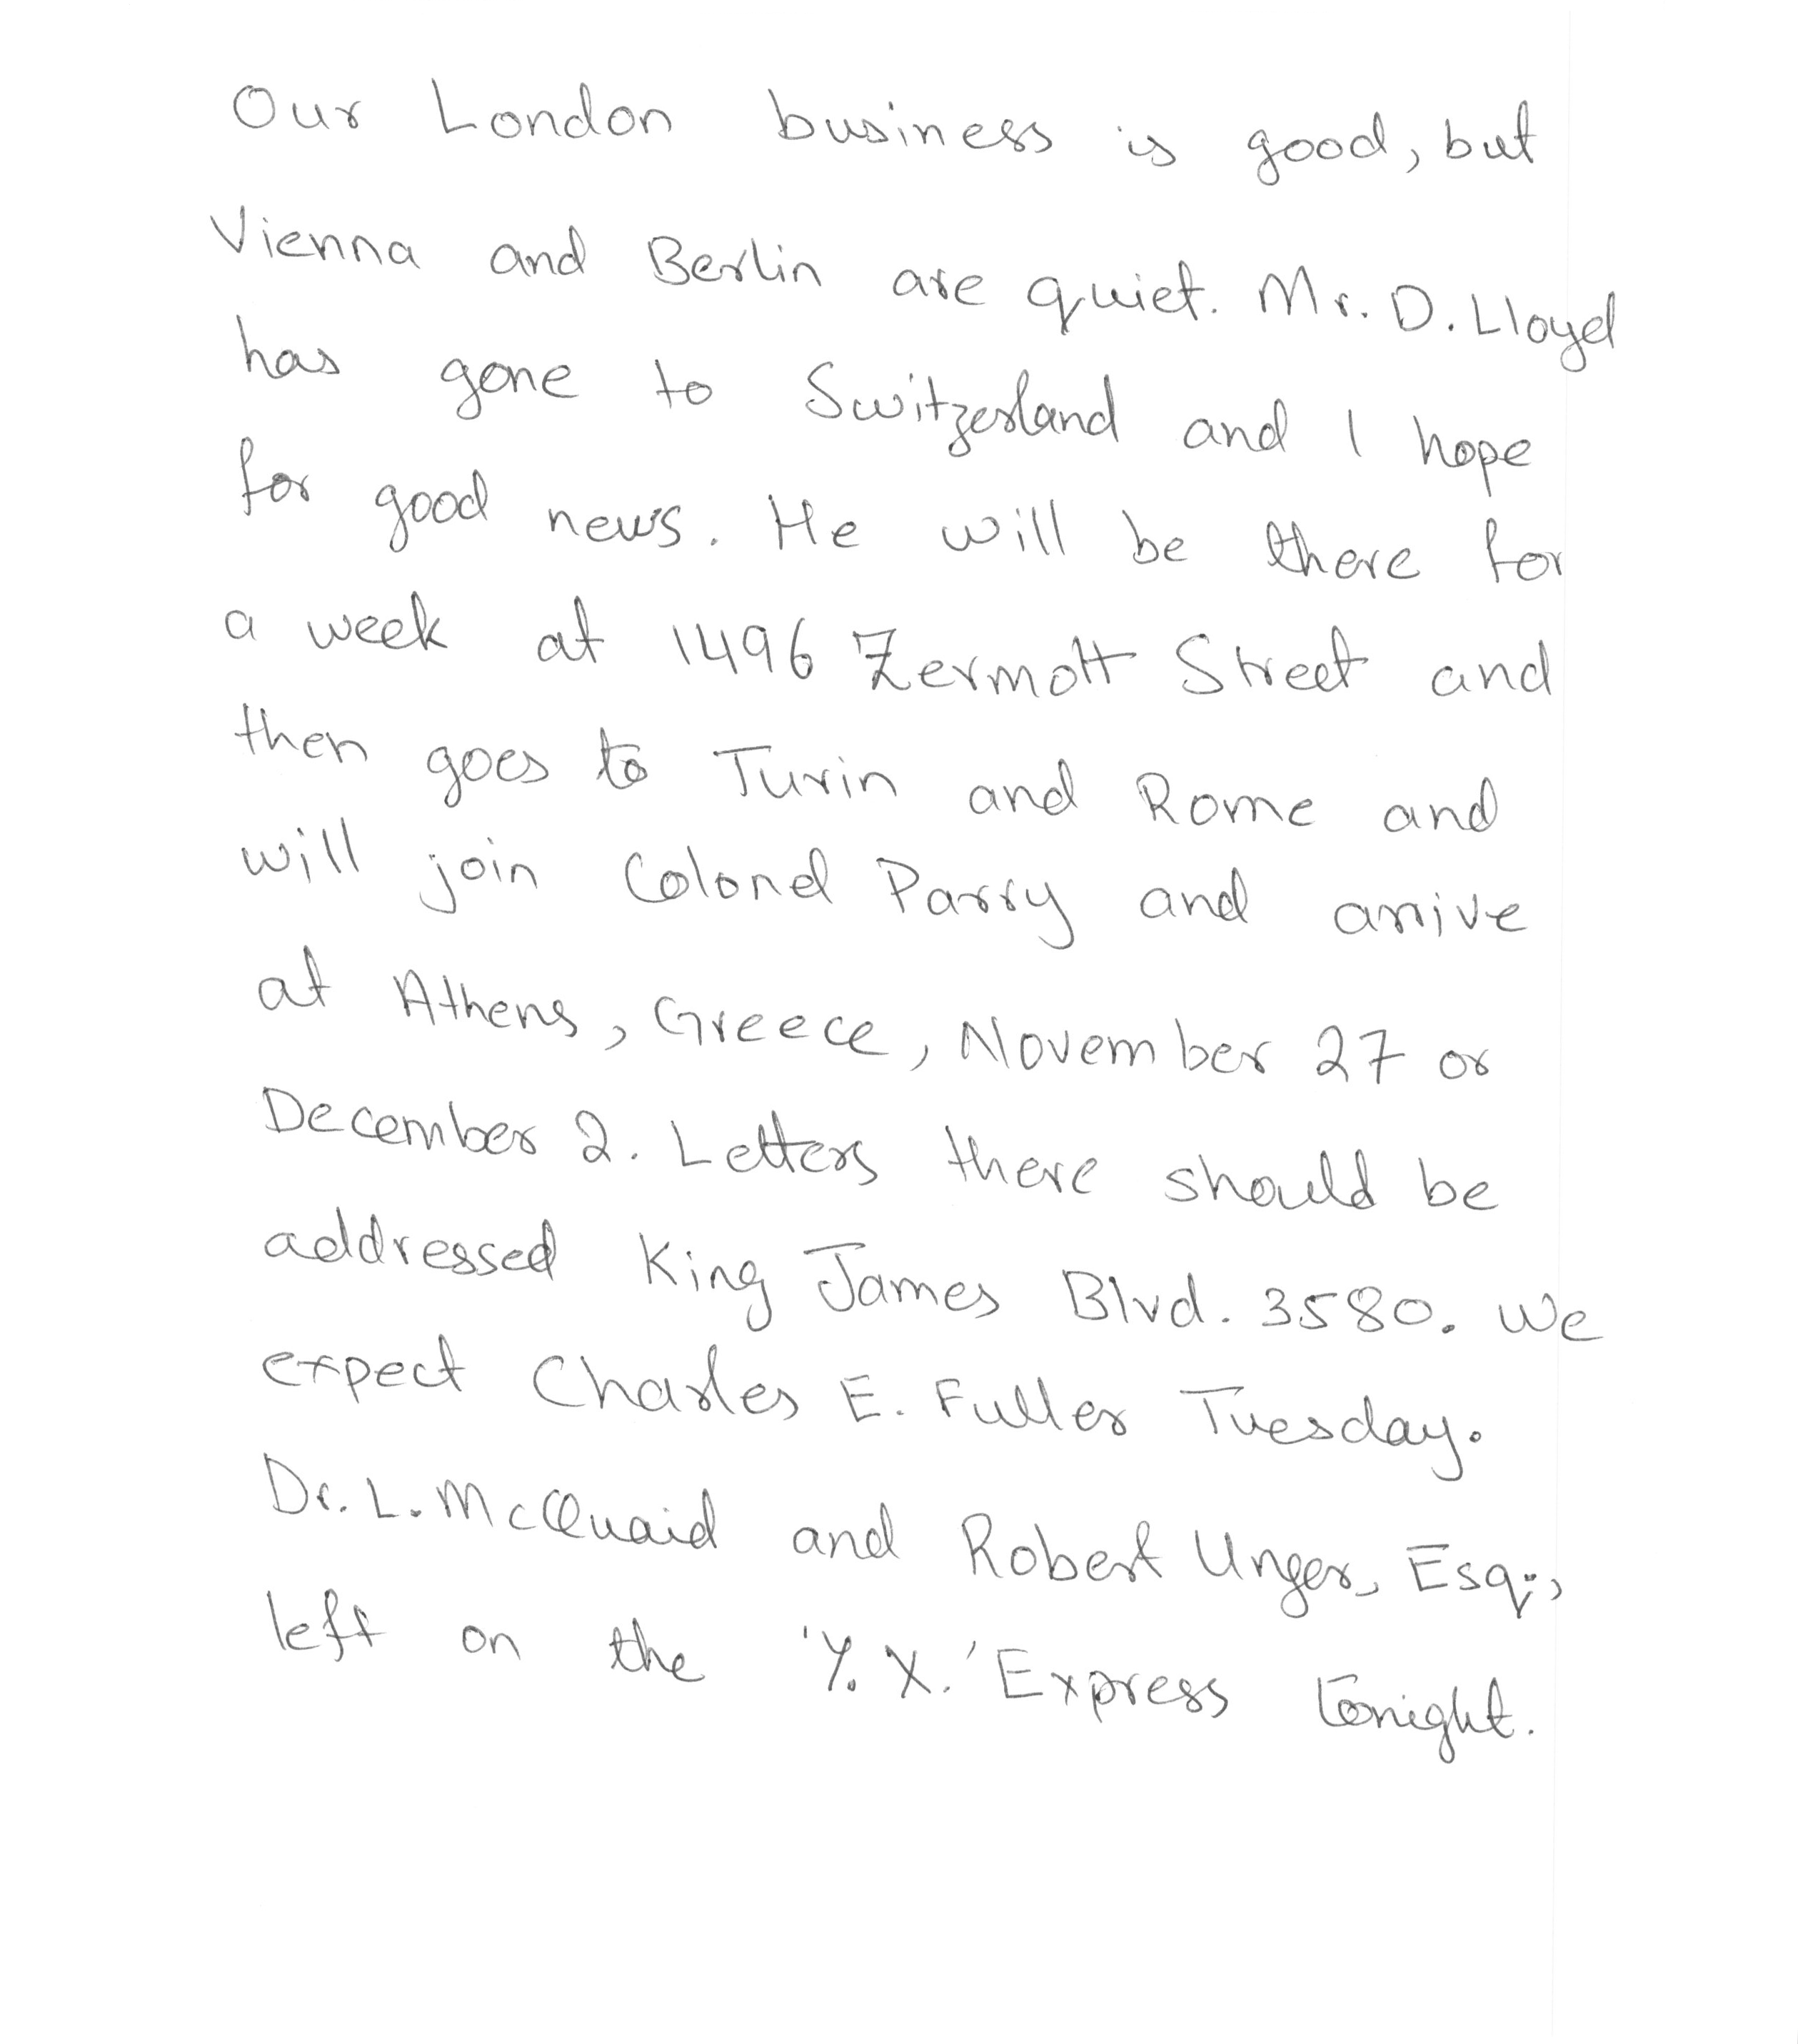 Our London business is good, but
Vienna and Berlin are quiet. Mr. D. Lloyd
has gone to Switzerland and I hope
for good news. He will be there for
a week at 1496 Zermott Street and
then goes to Turin and Rome and
will join Colonel Parry and arrive
at Athens, Greece, November 27 or
December 2. Letters there should be
addressed King James Blvd. 3580. We
expect Charles E. Fuller Tuesday.
Dr. L. McQuaid and Robert Unger, Esq.,
left on the 'Y. X.' Express tonight.